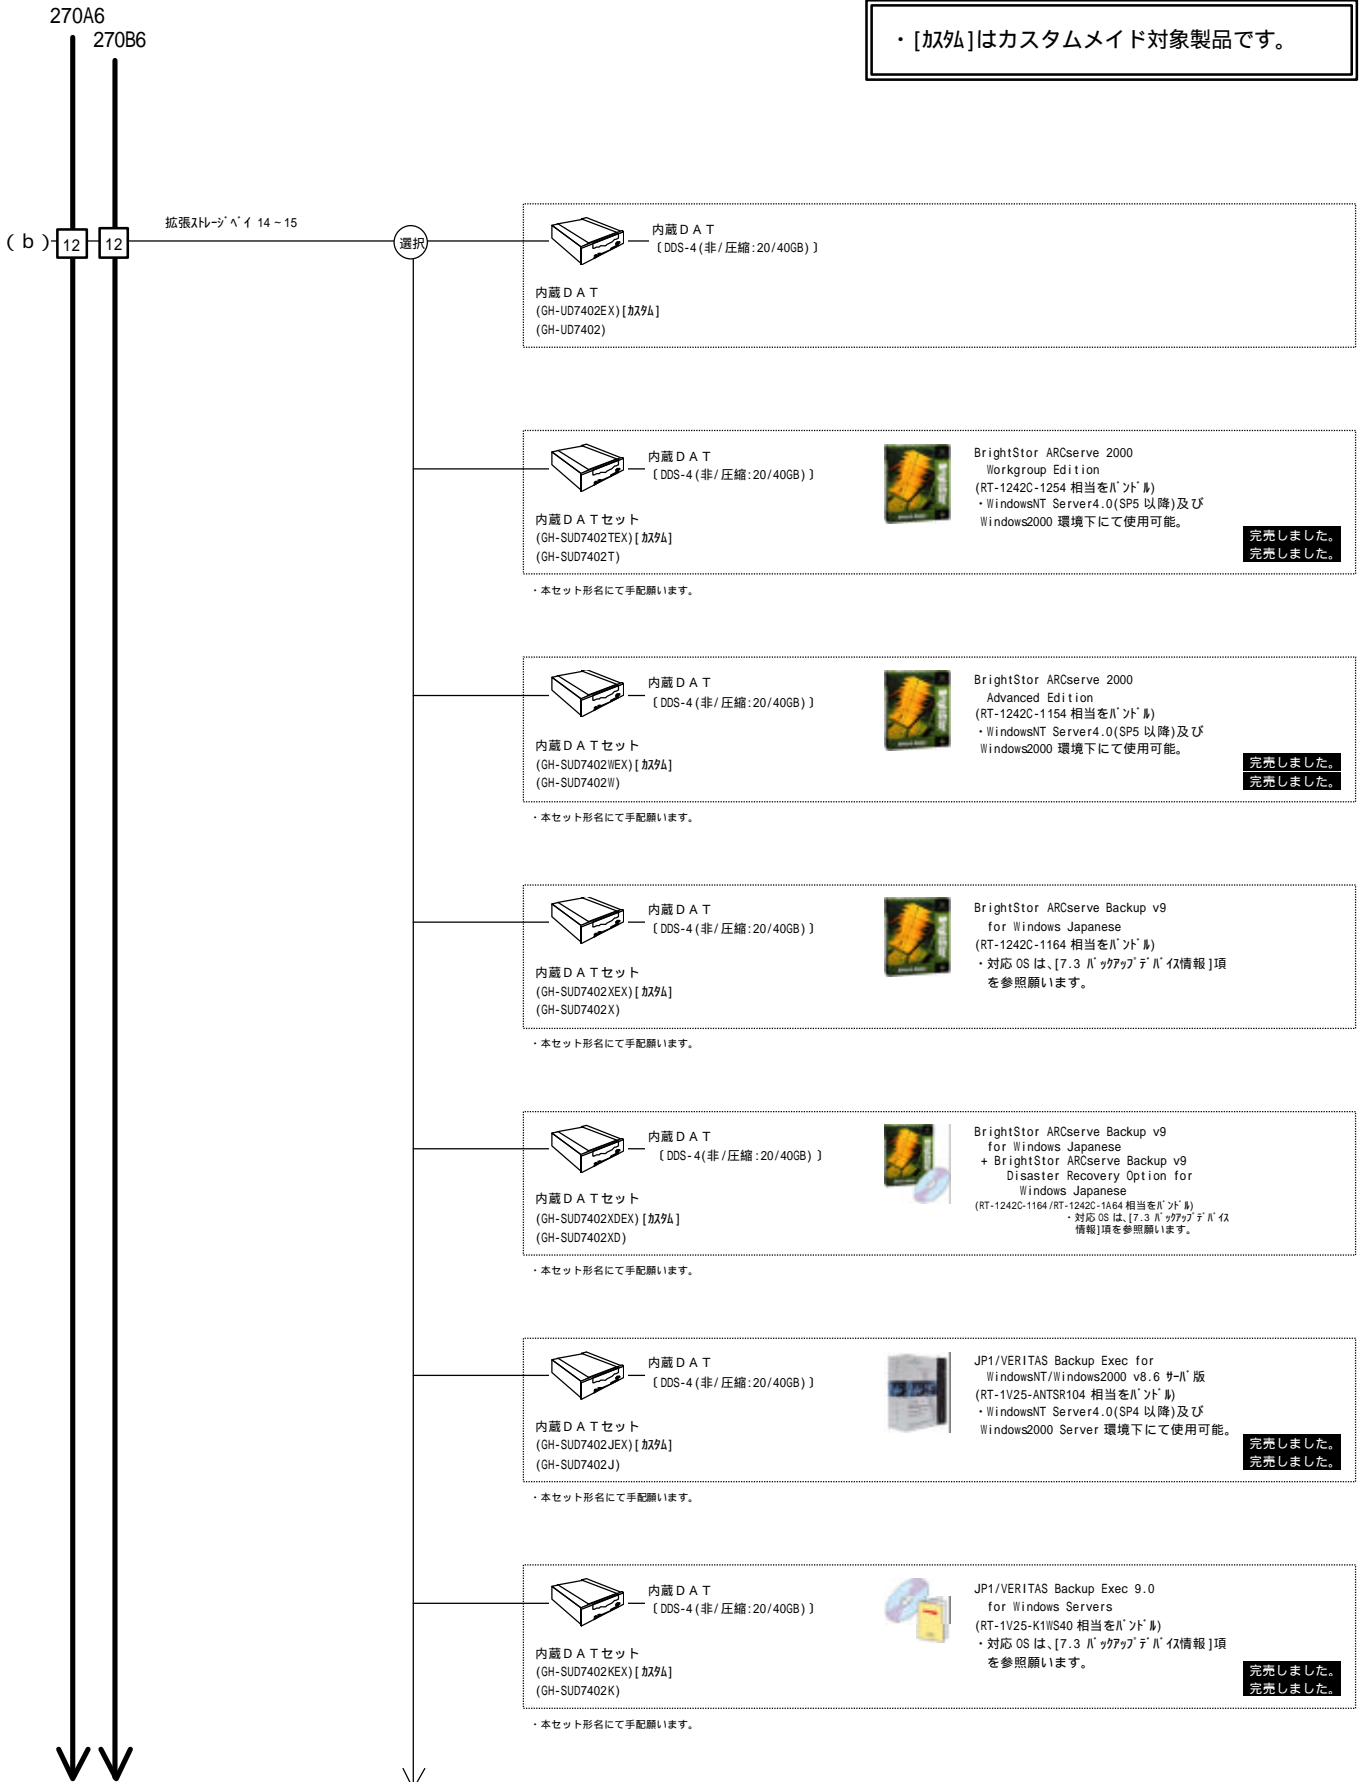 270A6
270B6
・[ｶｽﾀﾑ]はカスタムメイド対象製品です。
(ｂ)
12
12
拡張ｽﾄﾚｰｼﾞﾍﾞｲ 14～15
選択
内蔵ＤＡＴ
〔DDS-4(非/圧縮:20/40GB)〕
内蔵ＤＡＴ
(GH-UD7402EX)[ｶｽﾀﾑ]
(GH-UD7402)
内蔵ＤＡＴ
〔DDS-4(非/圧縮:20/40GB)〕
内蔵ＤＡＴセット
(GH-SUD7402TEX)[ｶｽﾀﾑ]
(GH-SUD7402T)
BrightStor ARCserve 2000
Workgroup Edition
(RT-1242C-1254 相当をﾊﾞﾝﾄﾞﾙ)
・WindowsNT Server4.0(SP5 以降)及び
Windows2000 環境下にて使用可能。
完売しました。
完売しました。
・本セット形名にて手配願います。
内蔵ＤＡＴ
〔DDS-4(非/圧縮:20/40GB)〕
内蔵ＤＡＴセット
(GH-SUD7402WEX)[ｶｽﾀﾑ]
(GH-SUD7402W)
BrightStor ARCserve 2000
Advanced Edition
(RT-1242C-1154 相当をﾊﾞﾝﾄﾞﾙ)
・WindowsNT Server4.0(SP5 以降)及び
Windows2000 環境下にて使用可能。
完売しました。
完売しました。
・本セット形名にて手配願います。
内蔵ＤＡＴ
〔DDS-4(非/圧縮:20/40GB)〕
内蔵ＤＡＴセット
(GH-SUD7402XEX)[ｶｽﾀﾑ]
(GH-SUD7402X)
BrightStor ARCserve Backup v9
for Windows Japanese
(RT-1242C-1164 相当をﾊﾞﾝﾄﾞﾙ)
・対応 OS は、[7.3 ﾊﾞｯｸｱｯﾌﾟﾃﾞﾊﾞｲｽ情報]項
を参照願います。
・本セット形名にて手配願います。
内蔵ＤＡＴ
〔DDS-4(非/圧縮:20/40GB)〕
内蔵ＤＡＴセット
(GH-SUD7402XDEX)[ｶｽﾀﾑ]
(GH-SUD7402XD)
BrightStor ARCserve Backup v9
for Windows Japanese
+ BrightStor ARCserve Backup v9
Disaster Recovery Option for
Windows Japanese
(RT-1242C-1164/RT-1242C-1A64 相当をﾊﾞﾝﾄﾞﾙ)
・対応 OS は、[7.3 ﾊﾞｯｸｱｯﾌﾟﾃﾞﾊﾞｲｽ
情報]項を参照願います。
・本セット形名にて手配願います。
内蔵ＤＡＴ
〔DDS-4(非/圧縮:20/40GB)〕
内蔵ＤＡＴセット
(GH-SUD7402JEX)[ｶｽﾀﾑ]
(GH-SUD7402J)
JP1/VERITAS Backup Exec for
WindowsNT/Windows2000 v8.6 ｻｰﾊﾞ版
(RT-1V25-ANTSR104 相当をﾊﾞﾝﾄﾞﾙ)
・WindowsNT Server4.0(SP4 以降)及び
Windows2000 Server 環境下にて使用可能。
完売しました。
完売しました。
・本セット形名にて手配願います。
内蔵ＤＡＴ
〔DDS-4(非/圧縮:20/40GB)〕
内蔵ＤＡＴセット
(GH-SUD7402KEX)[ｶｽﾀﾑ]
(GH-SUD7402K)
JP1/VERITAS Backup Exec 9.0
for Windows Servers
(RT-1V25-K1WS40 相当をﾊﾞﾝﾄﾞﾙ)
・対応 OS は、[7.3 ﾊﾞｯｸｱｯﾌﾟﾃﾞﾊﾞｲｽ情報]項
を参照願います。
完売しました。
完売しました。
・本セット形名にて手配願います。